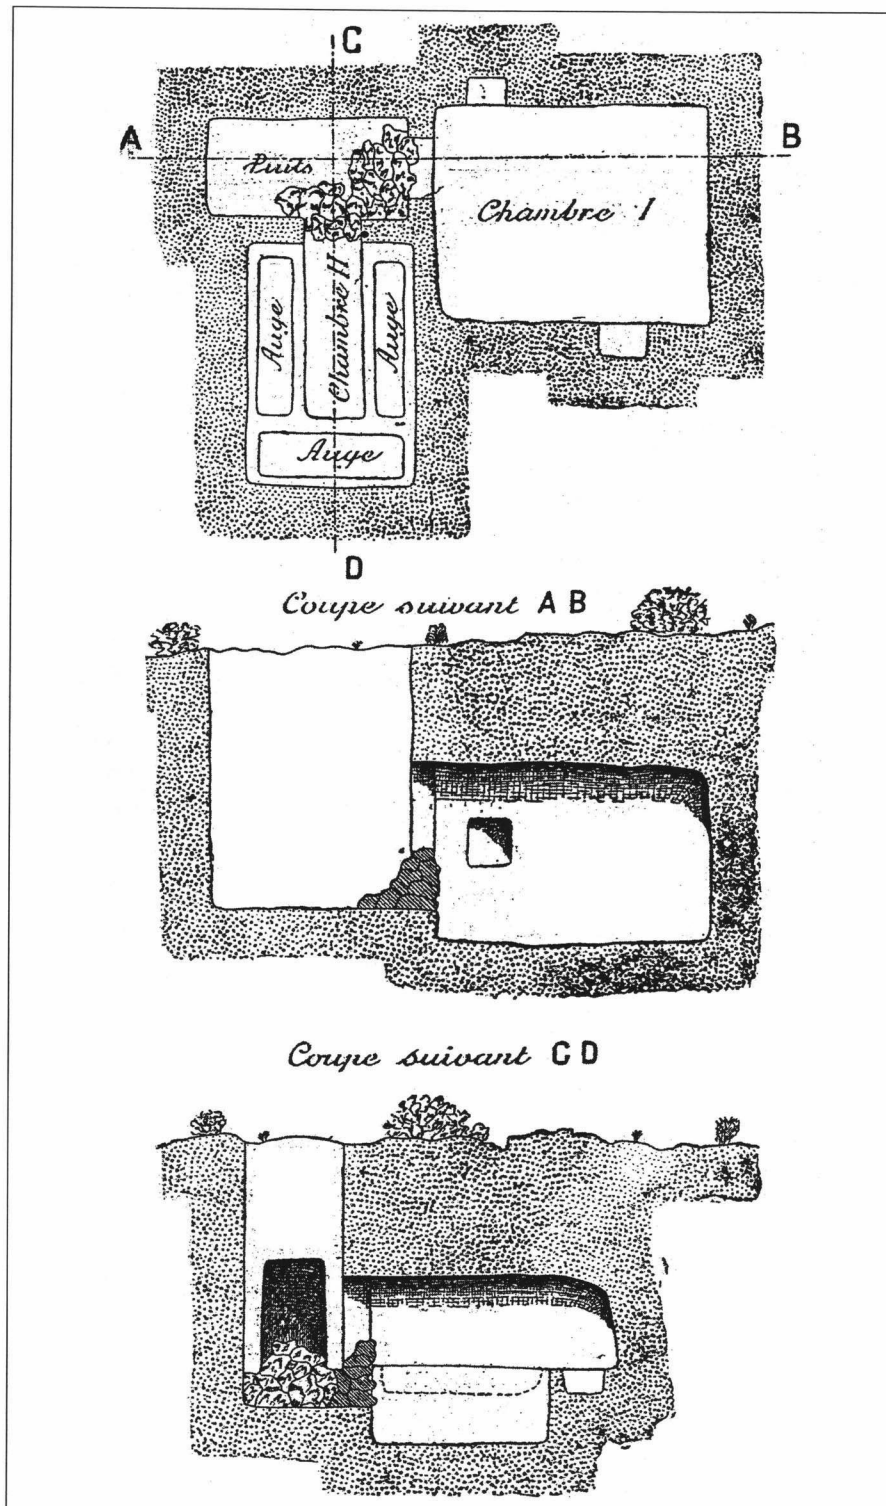 C
A
B
Puits
Chambre I
Chambre II
Auge
Auge
Auge
D
Coupe suivant A B
Coupe suivant C D